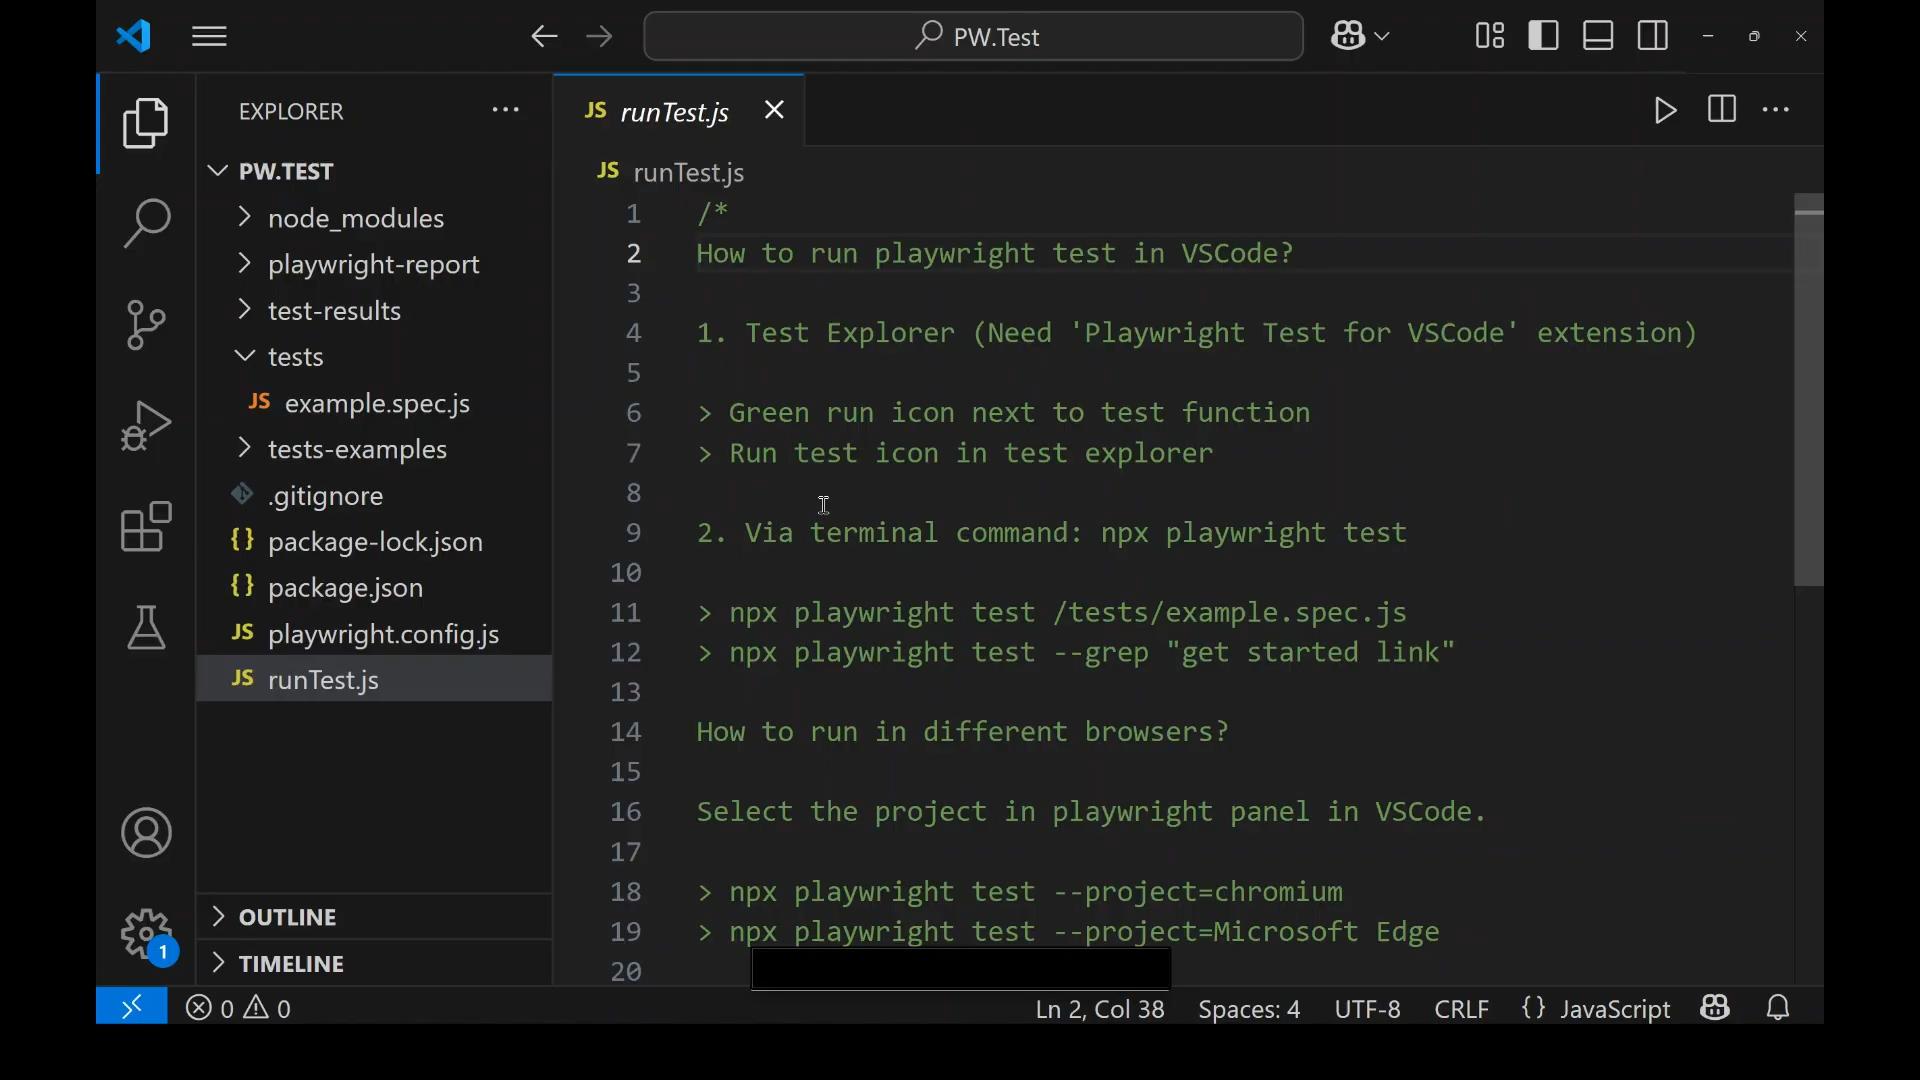 PW.Test
EXPLORER
PW.TEST
node_modules
playwright-report
test-results
tests
JS example.spec.js
tests-examples
.gitignore
{} package-lock.json
{} package.json
JS playwright.config.js
JS runTest.js
OUTLINE
TIMELINE
JS runTest.js
JS runTest.js
1 /*
2 How to run playwright test in VSCode?
3
4 1. Test Explorer (Need 'Playwright Test for VSCode' extension)
5
6 > Green run icon next to test function
7 > Run test icon in test explorer
8
9 2. Via terminal command: npx playwright test
10
11 > npx playwright test /tests/example.spec.js
12 > npx playwright test --grep "get started link"
13
14 How to run in different browsers?
15
16 Select the project in playwright panel in VSCode.
17
18 > npx playwright test --project=chromium
19 > npx playwright test --project=Microsoft Edge
20
1
0 0 Ln 2, Col 38 Spaces: 4 UTF-8 CRLF {} JavaScript